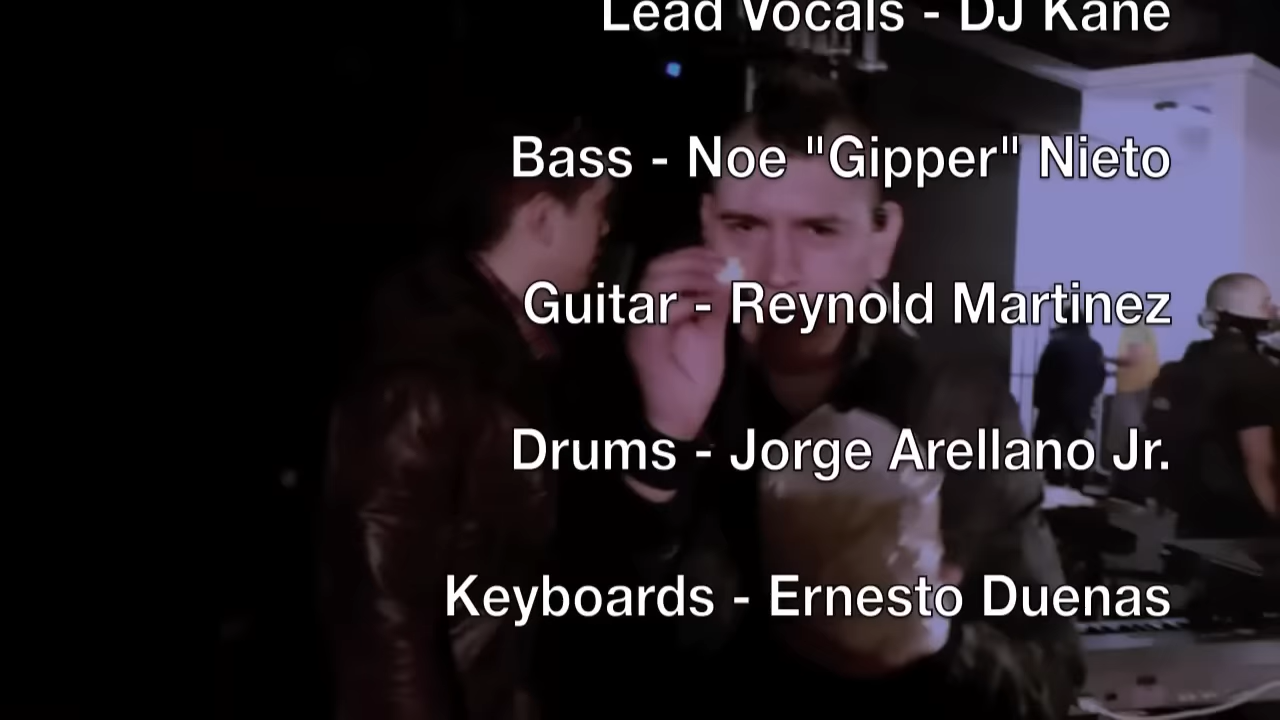 Lead Vocals - DJ Kane
Bass - Noe "Gipper" Nieto
Guitar - Reynold Martinez
Drums - Jorge Arellano Jr.
Keyboards - Ernesto Duenas